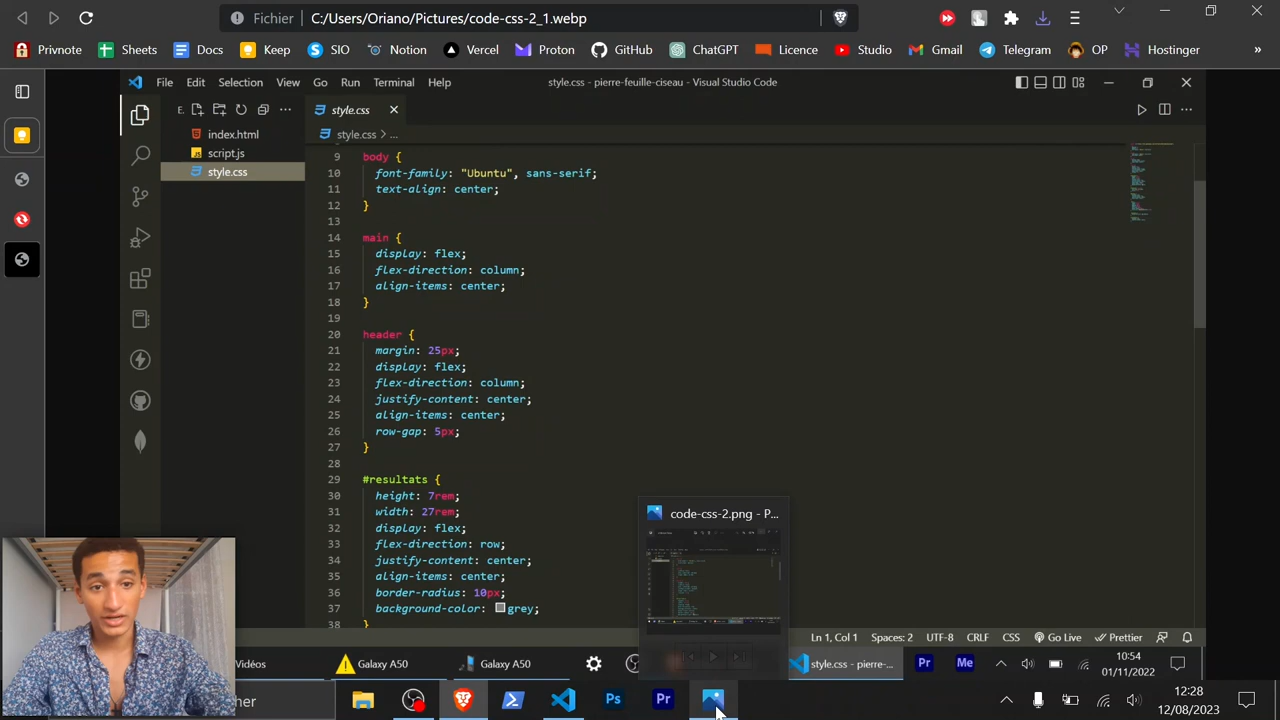 Fichier C:/Users/Oriano/Pictures/code-css-2_1.webp
Privnote Sheets Docs Keep SIO Notion Vercel Proton GitHub ChatGPT Licence Studio Gmail Telegram OP Hostinger »
File Edit Selection View Go Run Terminal Help style.css - pierre-feuille-ciseau - Visual Studio Code
E. style.css
index.html style.css > ...
script.js
style.css
9 body {
10 font-family: "Ubuntu", sans-serif;
11 text-align: center;
12 }
13
14 main {
15 display: flex;
16 flex-direction: column;
17 align-items: center;
18 }
19
20 header {
21 margin: 25px;
22 display: flex;
23 flex-direction: column;
24 justify-content: center;
25 align-items: center;
26 row-gap: 5px;
27 }
28
29 #resultats {
30 height: 7rem;
31 width: 27rem;
32 display: flex;
33 flex-direction: row;
34 justify-content: center;
35 align-items: center;
36 border-radius: 10px;
37 background-color: grey;
38 }
code-css-2.png - P...
Ln 1, Col 1 Spaces: 2 UTF-8 CRLF CSS Go Live Prettier
Galaxy A50 Galaxy A50 style.css - pierre-... Pr Me 10:54
01/11/2022
Ps Pr 12:28
12/08/2023